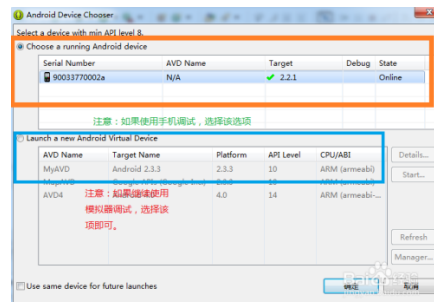 Android Device Chooser
Select a device with min API level 8.
Choose a running Android device
Serial Number AVD Name Target Debug State
90033770002a N/A 2.2.1 Online
注意：如果使用手机调试，选择该选项
Launch a new Android Virtual Device
AVD Name Target Name Platform API Level CPU/ABI Details...
MyAVD Android 2.3.3 2.3.3 10 ARM (armeabi) Start...
10 ARM (armeabi)
AVD4 4.0 14 ARM (armeabi-...
注意：如果继续使用
模拟器调试，选择该
项即可。
Refresh
Manager...
Use same device for future launches 确定 取消